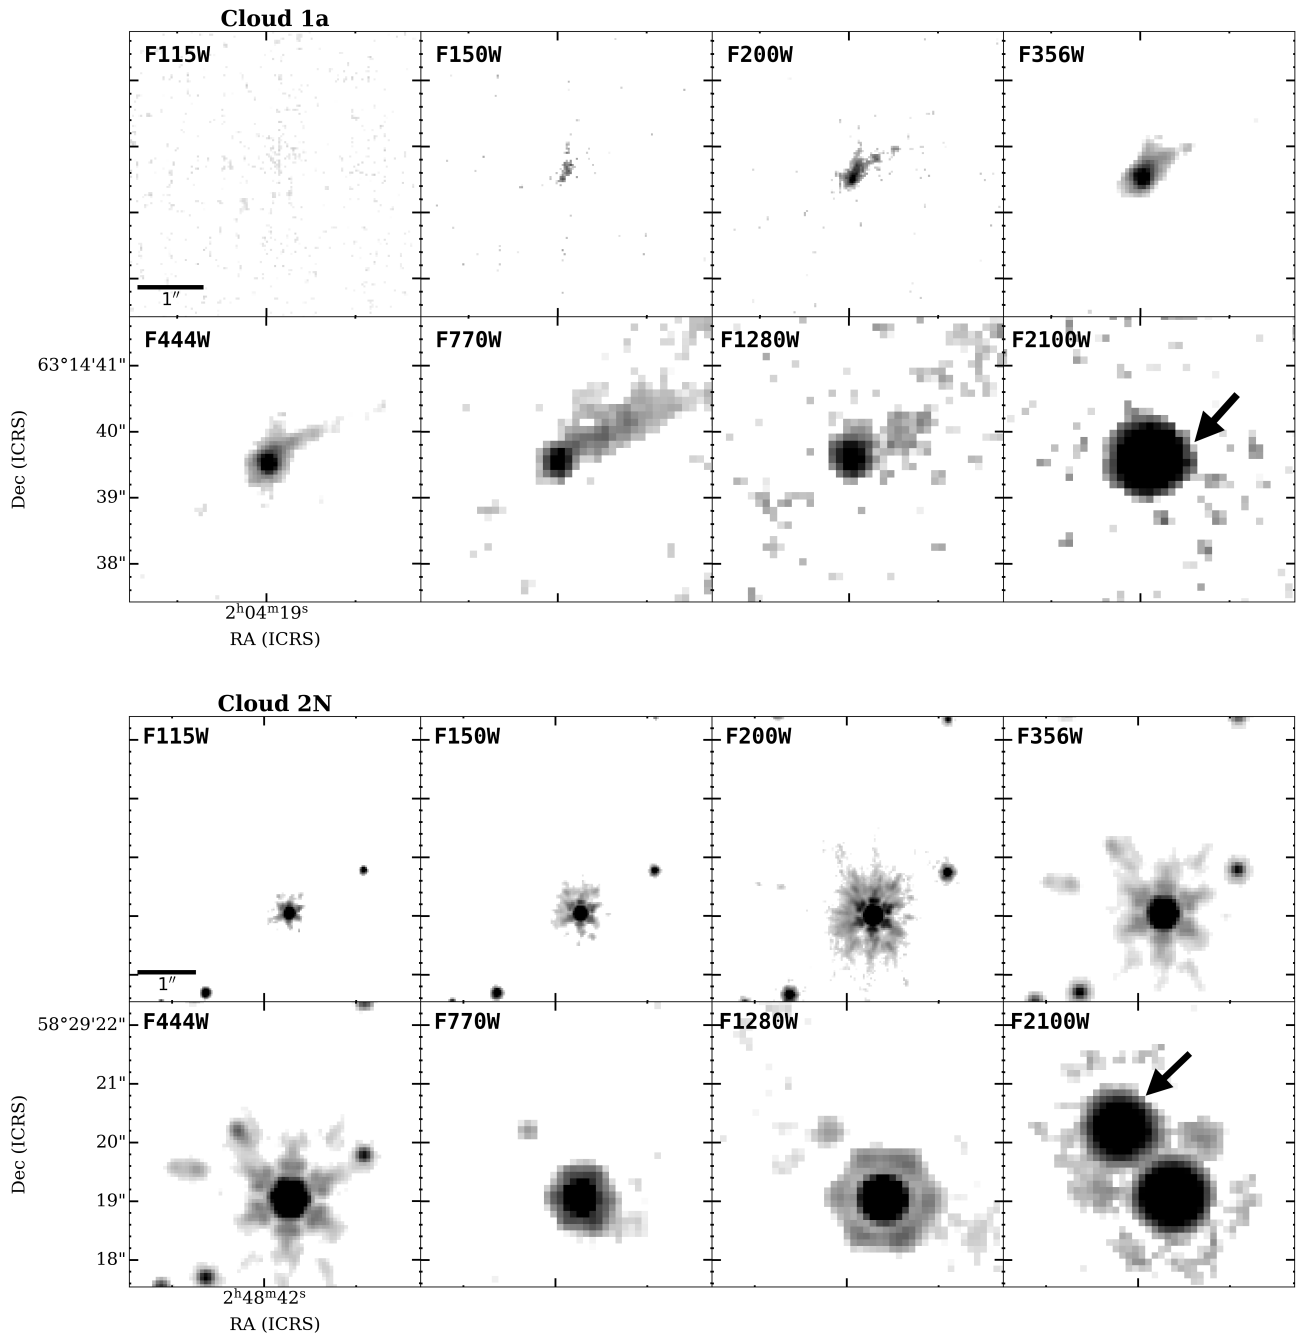 Cloud 1a
F115W F150W F200W F356W
1″
F444W F770W F1280W F2100W
63°14'41"
40"
39"
38"
Dec (ICRS)
2ʰ04ᵐ19ˢ
RA (ICRS)
Cloud 2N
F115W F150W F200W F356W
1″
F444W F770W F1280W F2100W
58°29'22"
21"
20"
19"
18"
Dec (ICRS)
2ʰ48ᵐ42ˢ
RA (ICRS)